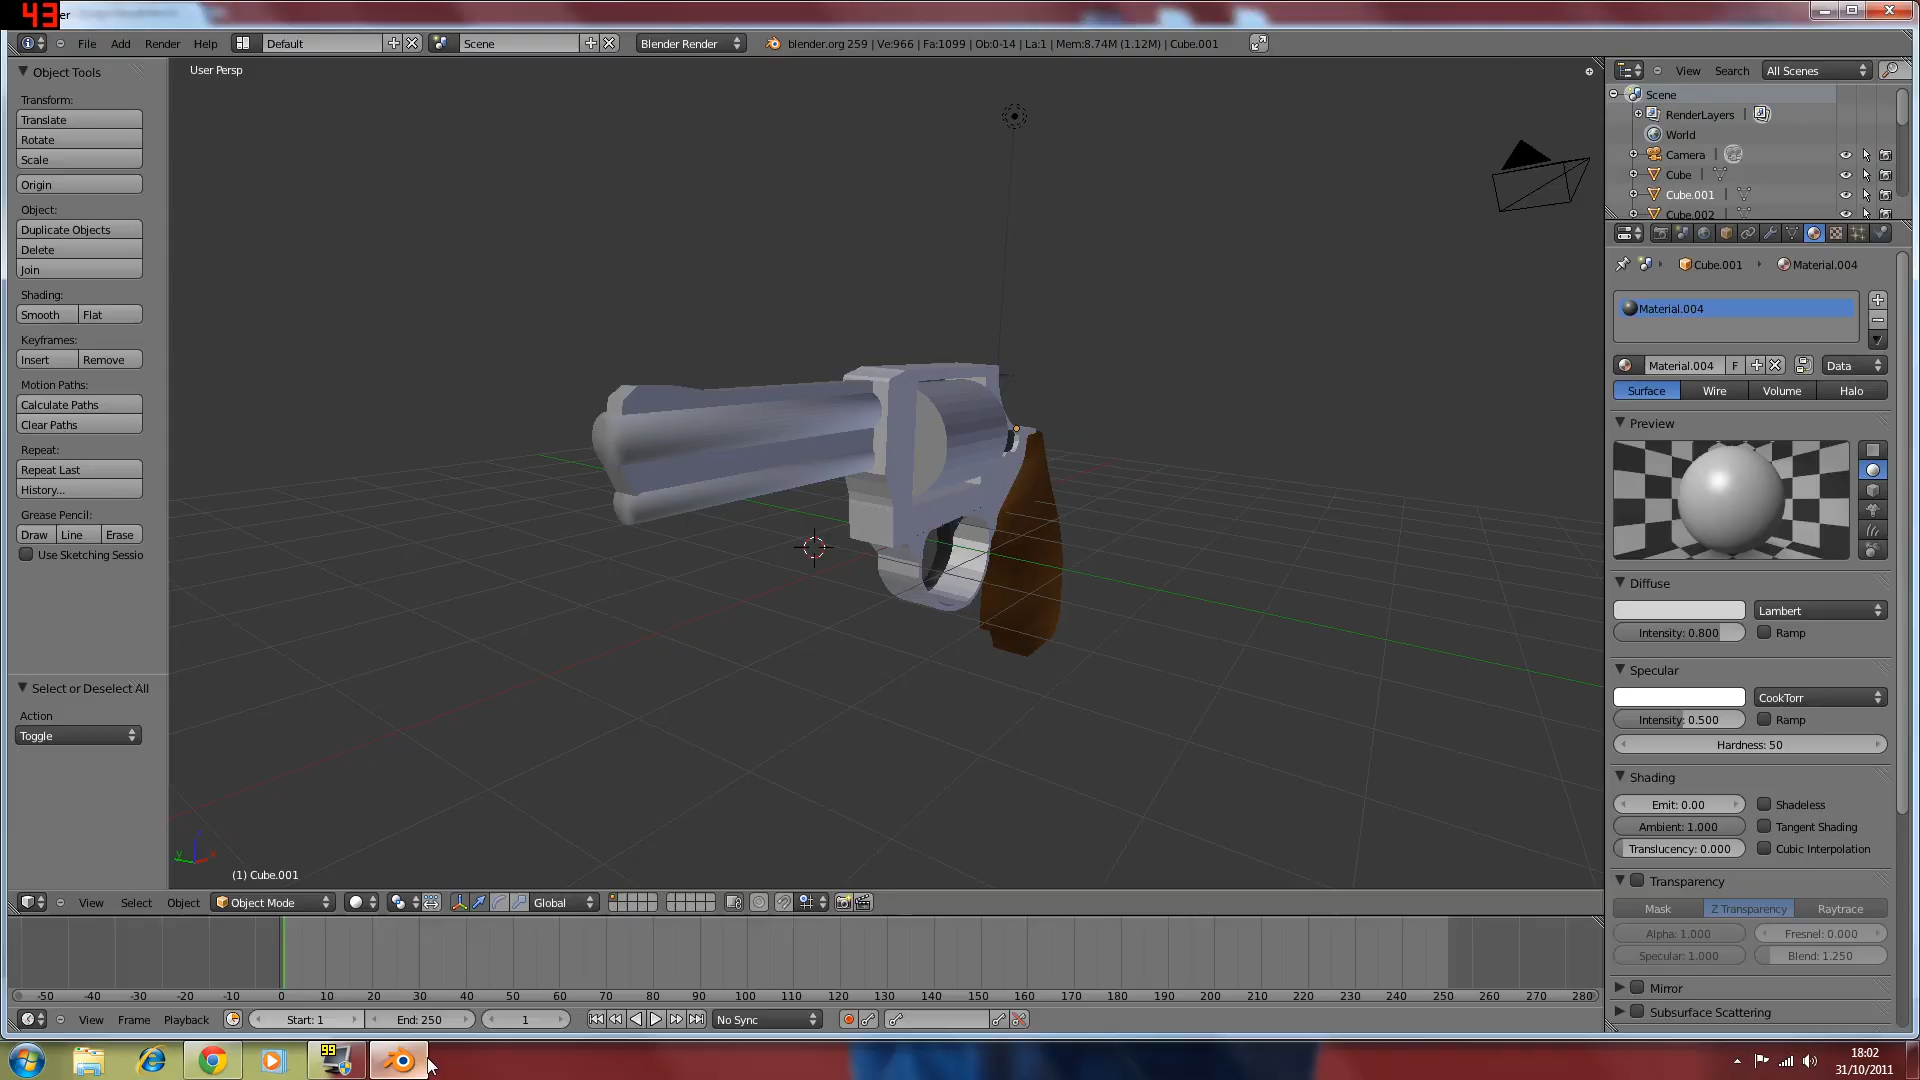 43 er
File Add Render Help Default Scene Blender Render blender.org 259 | Ve:966 | Fa:1099 | Ob:0-14 | La:1 | Mem:8.74M (1.12M) | Cube.001
Object Tools
Transform:
Translate
Rotate
Scale
Origin
Object:
Duplicate Objects
Delete
Join
Shading:
Smooth Flat
Keyframes:
Insert Remove
Motion Paths:
Calculate Paths
Clear Paths
Repeat:
Repeat Last
History...
Grease Pencil:
Draw Line Erase
Use Sketching Sessio
Select or Deselect All
Action
Toggle
User Persp
(1) Cube.001
View Search All Scenes
Scene
RenderLayers
World
Camera
Cube
Cube.001
Cube.002
Cube.001 Material.004
Material.004
Material.004 F Data
Surface Wire Volume Halo
Preview
Diffuse
Lambert
Intensity: 0.800 Ramp
Specular
CookTorr
Intensity: 0.500 Ramp
Hardness: 50
Shading
Emit: 0.00 Shadeless
Ambient: 1.000 Tangent Shading
Translucency: 0.000 Cubic Interpolation
Transparency
Mask Z Transparency Raytrace
Alpha: 1.000 Fresnel: 0.000
Specular: 1.000 Blend: 1.250
Mirror
Subsurface Scattering
View Select Object Object Mode Global
-50 -40 -30 -20 -10 0 10 20 30 40 50 60 70 80 90 100 110 120 130 140 150 160 170 180 190 200 210 220 230 240 250 260 270 280
View Frame Playback Start: 1 End: 250 1 No Sync
99
18:02
31/10/2011